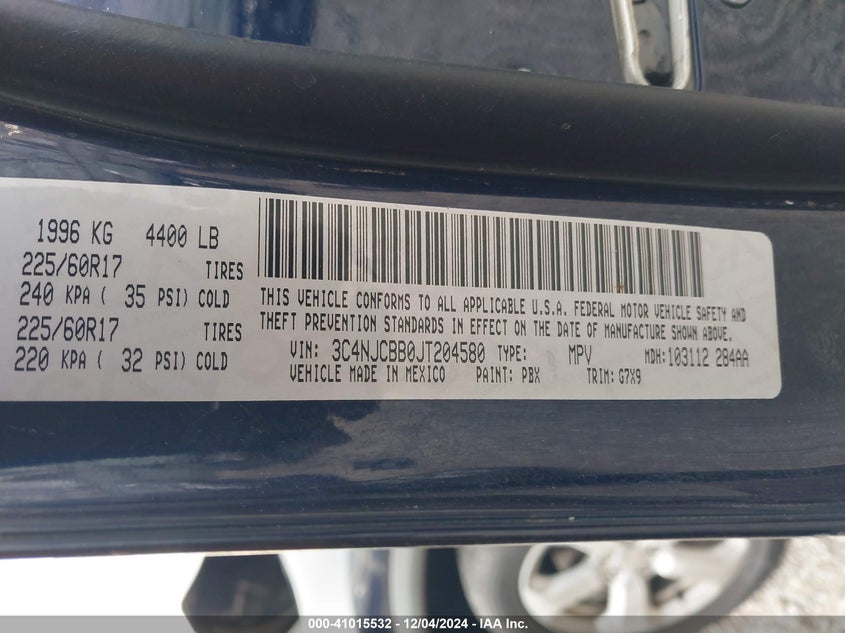 1996 KG 4400 LB
225/60R17 TIRES
240 KPA ( 35 PSI) COLD
225/60R17 TIRES
220 KPA ( 32 PSI) COLD
THIS VEHICLE CONFORMS TO ALL APPLICABLE U.S.A. FEDERAL MOTOR VEHICLE SAFETY AND
THEFT PREVENTION STANDARDS IN EFFECT ON THE DATE OF MANUFACTURE SHOWN ABOVE.
VIN: 3C4NJCBB0JT204580 TYPE: MPV MDH:103112 284AA
VEHICLE MADE IN MEXICO PAINT: PBX TRIM: G7X9
000-41015532 - 12/04/2024 - IAA Inc.